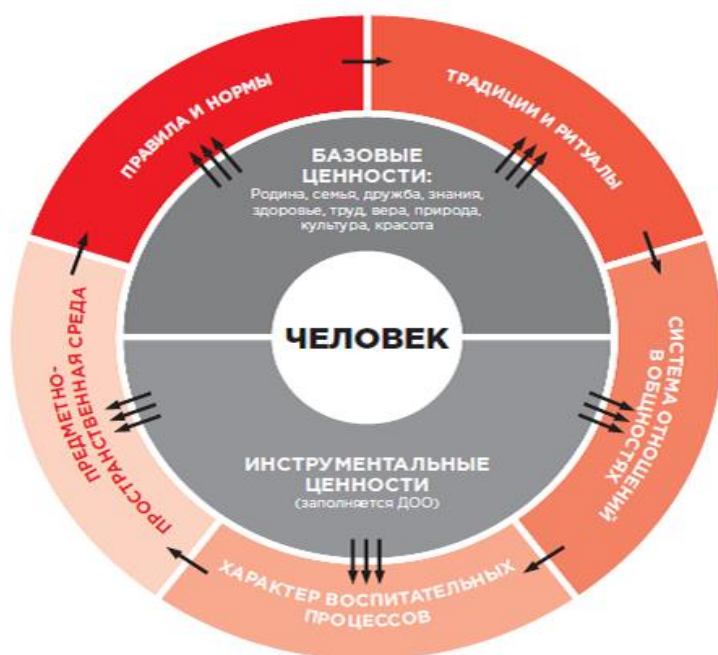 ПРАВИЛА И НОРМЫ
ТРАДИЦИИ И РИТУАЛЫ
БАЗОВЫЕ
ЦЕННОСТИ:
Родина, семья, дружба, знания,
здоровье, труд, вера, природа,
культура, красота
ЧЕЛОВЕК
СИСТЕМА ОТНОШЕНИЙ
В ОБЩНОСТЯХ
ПРЕДМЕТНО-
ПРОСТРАНСТВЕННАЯ СРЕДА
ИНСТРУМЕНТАЛЬНЫЕ
ЦЕННОСТИ
(заполняется ДОО)
ХАРАКТЕР ВОСПИТАТЕЛЬНЫХ
ПРОЦЕССОВ